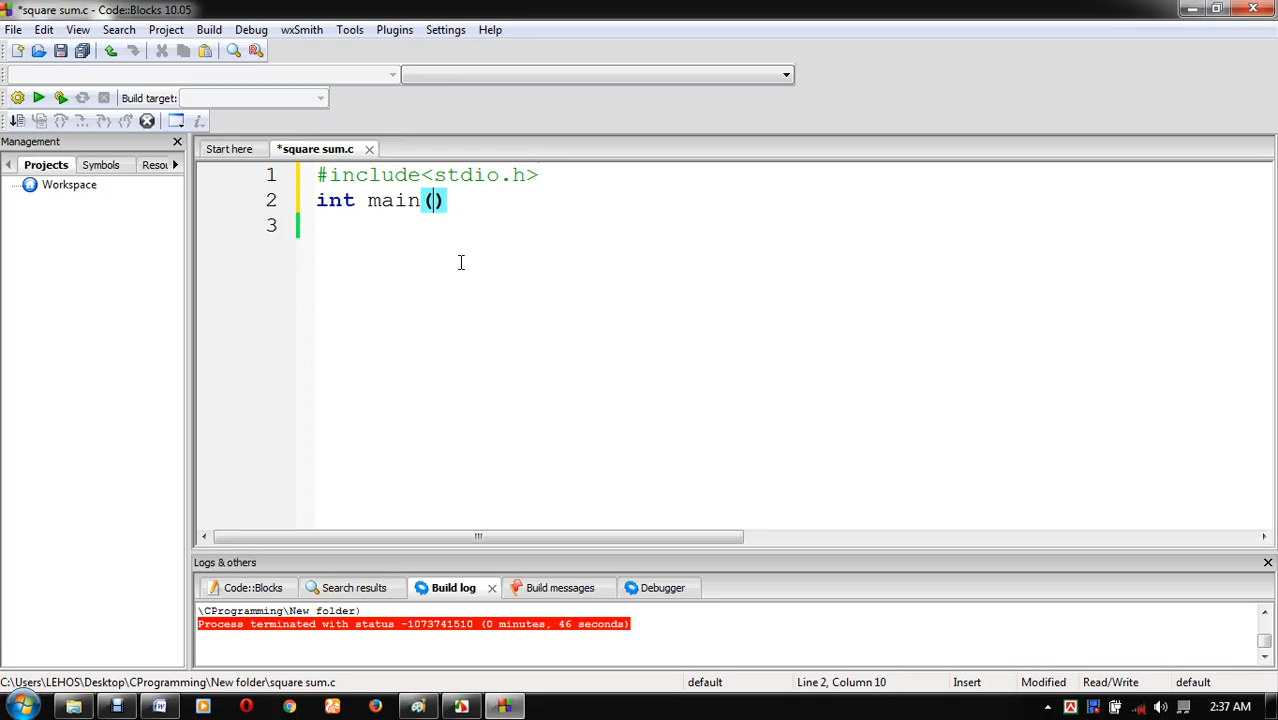 *square sum.c - Code::Blocks 10.05
File Edit View Search Project Build Debug wxSmith Tools Plugins Settings Help
Build target:
Management
Projects Symbols Resou
Workspace
Start here *square sum.c
1 #include<stdio.h>
2 int main()
3
Logs & others
Code::Blocks Search results Build log Build messages Debugger
\CProgramming\New folder)
Process terminated with status -1073741510 (0 minutes, 46 seconds)
C:\Users\LEHOS\Desktop\CProgramming\New folder\square sum.c default Line 2, Column 10 Insert Modified Read/Write default
2:37 AM